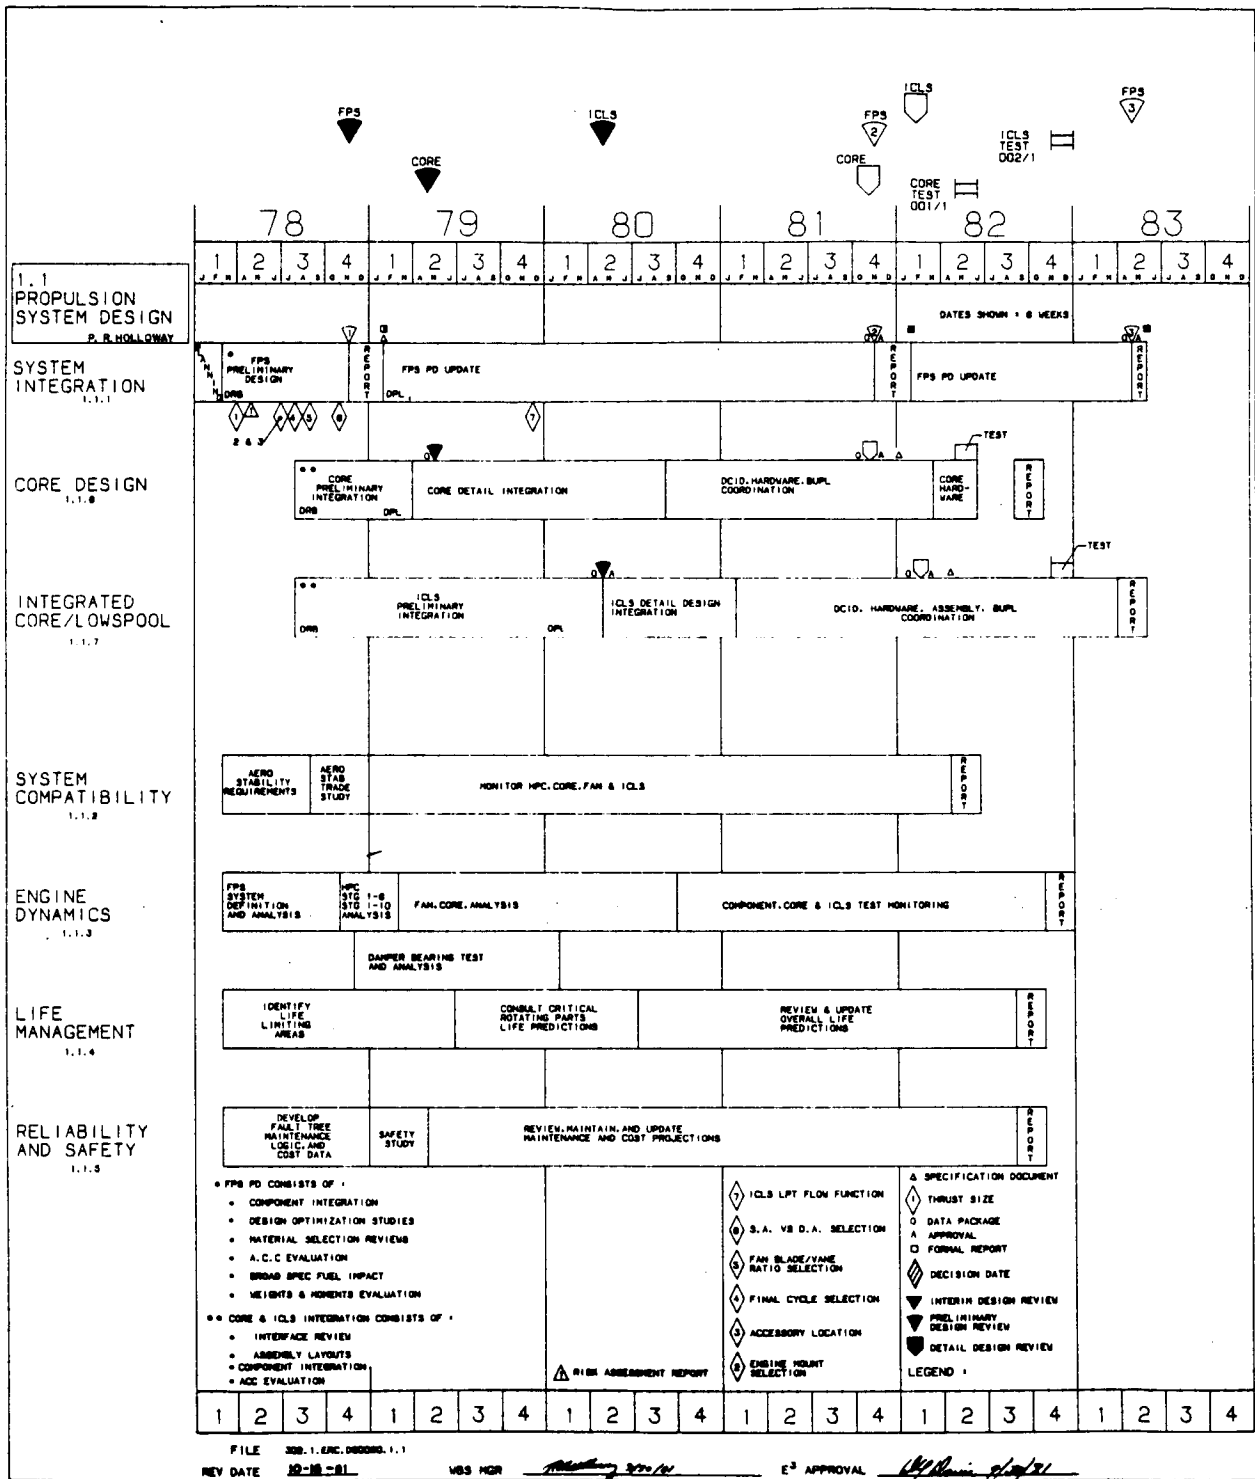 ICLS
FPS
ICLS
FPS
FPS
3
2
ICLS
TEST
002/1
CORE
CORE
CORE
TEST
001/1
78
79
80
81
82
83
1 2 3 4 1 2 3 4 1 2 3 4 1 2 3 4 1 2 3 4 1 2 3 4
J F M A M J J A S O N D J F M A M J J A S O N D J F M A M J J A S O N D J F M A M J J A S O N D J F M A M J J A S O N D J F M A M J J A S O N D
1.1
PROPULSION
SYSTEM DESIGN
P. R. HOLLOWAY
DATES SHOWN ± 6 WEEKS
SYSTEM
INTEGRATION
1.1.1
PLANNING
FPS
PRELIMINARY
DESIGN
DRB
REPORT
FPS PD UPDATE
DPL
REPORT
FPS PD UPDATE
REPORT
1
2 & 3
4
5
6
7
CORE DESIGN
1.1.6
CORE
PRELIMINARY
INTEGRATION
DRB
DPL
CORE DETAIL INTEGRATION
DCID. HARDWARE. BUPL
COORDINATION
CORE
HARD-
WARE
TEST
REPORT
INTEGRATED
CORE/LOWSPOOL
1.1.7
ICLS
PRELIMINARY
INTEGRATION
DRB
DPL
ICLS DETAIL DESIGN
INTEGRATION
DCID. HARDWARE. ASSEMBLY. BUPL
COORDINATION
TEST
REPORT
SYSTEM
COMPATIBILITY
1.1.2
AERO
STABILITY
REQUIREMENTS
AERO
STAB
TRADE
STUDY
MONITOR HPC. CORE. FAN & ICLS
REPORT
ENGINE
DYNAMICS
1.1.3
FPS
SYSTEM
DEFINITION
AND ANALYSIS
HPC
STG 1-6
STG 1-10
ANALYSIS
FAN. CORE. ANALYSIS
COMPONENT. CORE & ICLS TEST MONITORING
REPORT
DAMPER BEARING TEST
AND ANALYSIS
LIFE
MANAGEMENT
1.1.4
IDENTIFY
LIFE
LIMITING
AREAS
CONSULT CRITICAL
ROTATING PARTS
LIFE PREDICTIONS
REVIEW & UPDATE
OVERALL LIFE
PREDICTIONS
REPORT
RELIABILITY
AND SAFETY
1.1.5
DEVELOP
FAULT TREE
MAINTENANCE
LOGIC. AND
COST DATA
SAFETY
STUDY
REVIEW. MAINTAIN. AND UPDATE
MAINTENANCE AND COST PROJECTIONS
REPORT
• FPS PD CONSISTS OF :
• COMPONENT INTEGRATION
• DESIGN OPTIMIZATION STUDIES
• MATERIAL SELECTION REVIEWS
• A.C.C EVALUATION
• BROAD SPEC FUEL IMPACT
• WEIGHTS & MOMENTS EVALUATION
•• CORE & ICLS INTEGRATION CONSISTS OF :
• INTERFACE REVIEW
• ASSEMBLY LAYOUTS
• COMPONENT INTEGRATION
• ACC EVALUATION
RISK ASSESSMENT REPORT
7 ICLS LPT FLOW FUNCTION
6 S.A. VS D.A. SELECTION
5 FAN BLADE/VANE
RATIO SELECTION
4 FINAL CYCLE SELECTION
3 ACCESSORY LOCATION
2 ENGINE MOUNT
SELECTION
Δ SPECIFICATION DOCUMENT
1 THRUST SIZE
O DATA PACKAGE
A APPROVAL
□ FORMAL REPORT
DECISION DATE
INTERIM DESIGN REVIEW
PRELIMINARY
DESIGN REVIEW
DETAIL DESIGN REVIEW
LEGEND :
1 2 3 4 1 2 3 4 1 2 3 4 1 2 3 4 1 2 3 4 1 2 3 4
FILE
REV DATE 10-16-81
WBS MGR
E³ APPROVAL